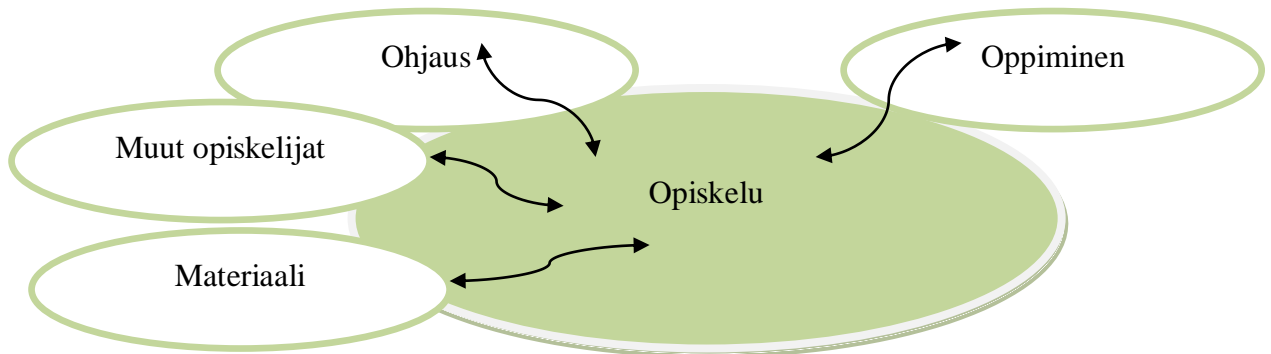 Ohjaus
Oppiminen
Muut opiskelijat
Opiskelu
Materiaali